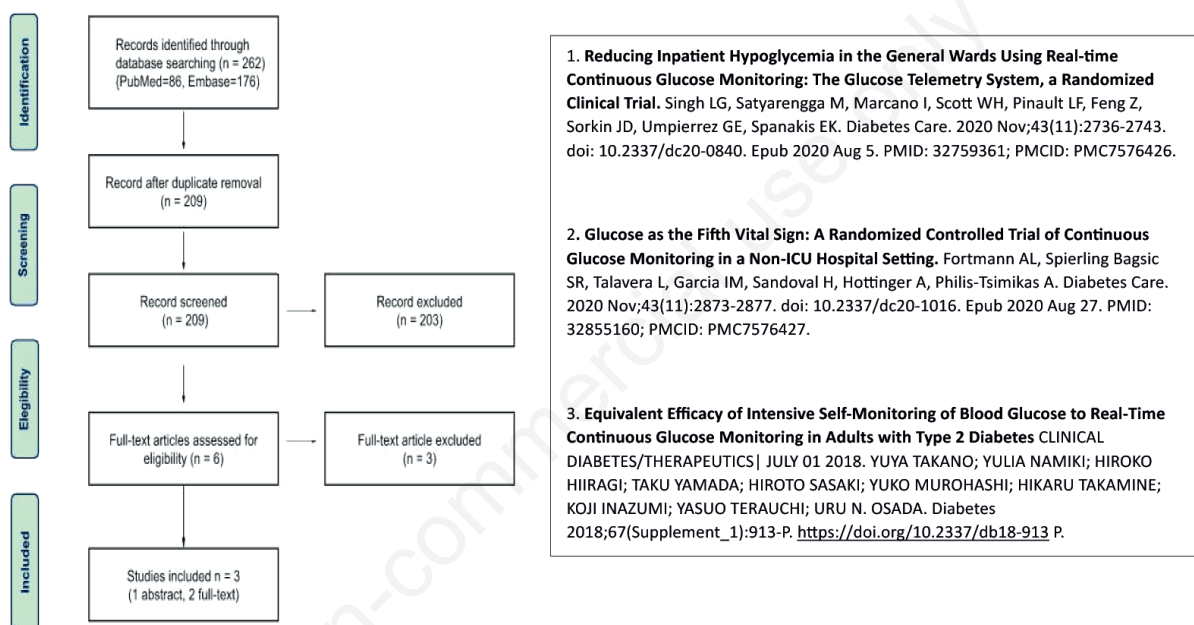 Identification
Records identified through
database searching (n = 262)
{PubMed=86, Embase=176)
Record after duplicate removal
(n = 209)
Screening
Record screened
(n = 209)
Record excluded
(n = 203)
Elegibility
Full-text articles assessed for
eligibility (n = 6)
Full-text article excluded
(n = 3)
Included
Studies included n = 3
(1 abstract, 2 full-text)
1. Reducing Inpatient Hypoglycemia in the General Wards Using Real-time
Continuous Glucose Monitoring: The Glucose Telemetry System, a Randomized
Clinical Trial. Singh LG, Satyarengga M, Marcano I, Scott WH, Pinault LF, Feng Z,
Sorkin JD, Umpierrez GE, Spanakis EK. Diabetes Care. 2020 Nov;43(11):2736-2743.
doi: 10.2337/dc20-0840. Epub 2020 Aug 5. PMID: 32759361; PMCID: PMC7576426.
2. Glucose as the Fifth Vital Sign: A Randomized Controlled Trial of Continuous
Glucose Monitoring in a Non-ICU Hospital Setting. Fortmann AL, Spierling Bagsic
SR, Talavera L, Garcia IM, Sandoval H, Hottinger A, Philis-Tsimikas A. Diabetes Care.
2020 Nov;43(11):2873-2877. doi: 10.2337/dc20-1016. Epub 2020 Aug 27. PMID:
32855160; PMCID: PMC7576427.
3. Equivalent Efficacy of Intensive Self-Monitoring of Blood Glucose to Real-Time
Continuous Glucose Monitoring in Adults with Type 2 Diabetes CLINICAL
DIABETES/THERAPEUTICS| JULY 01 2018. YUYA TAKANO; YULIA NAMIKI; HIROKO
HIIRAGI; TAKU YAMADA; HIROTO SASAKI; YUKO MUROHASHI; HIKARU TAKAMINE;
KOJI INAZUMI; YASUO TERAUCHI; URU N. OSADA. Diabetes
2018;67(Supplement_1):913-P. https://doi.org/10.2337/db18-913 P.
n-commercial use only